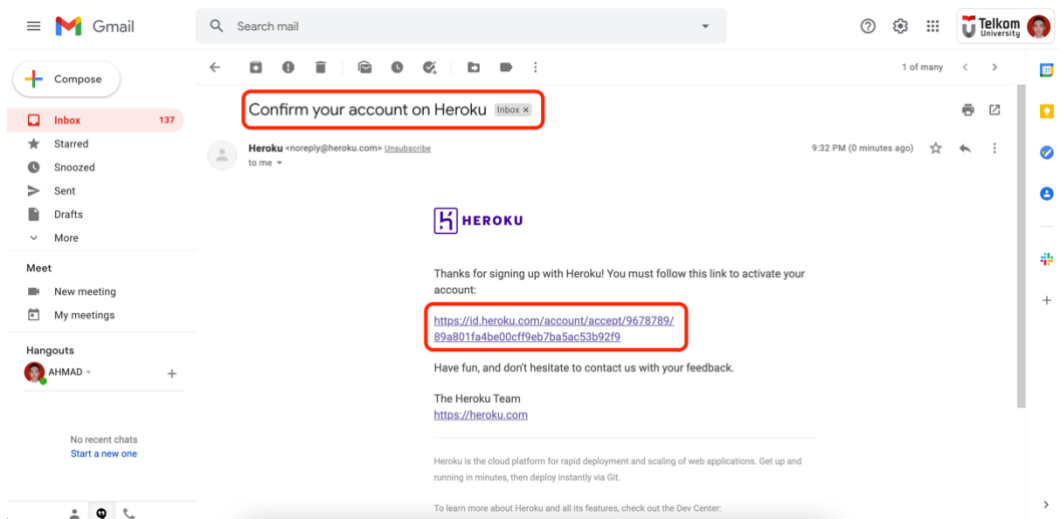 Gmail
Search mail
Telkom
University
Compose
1 of many
Inbox 137
Starred
Snoozed
Sent
Drafts
More
Meet
New meeting
My meetings
Hangouts
AHMAD
No recent chats
Start a new one
Confirm your account on Heroku Inbox ×
Heroku <noreply@heroku.com> Unsubscribe
9:32 PM (0 minutes ago)
to me
HEROKU
Thanks for signing up with Heroku! You must follow this link to activate your
account:
https://id.heroku.com/account/accept/9678789/
89a801fa4be00cff9eb7ba5ac53b92f9
Have fun, and don't hesitate to contact us with your feedback.
The Heroku Team
https://heroku.com
Heroku is the cloud platform for rapid deployment and scaling of web applications. Get up and
running in minutes, then deploy instantly via Git.
To learn more about Heroku and all its features, check out the Dev Center:
31